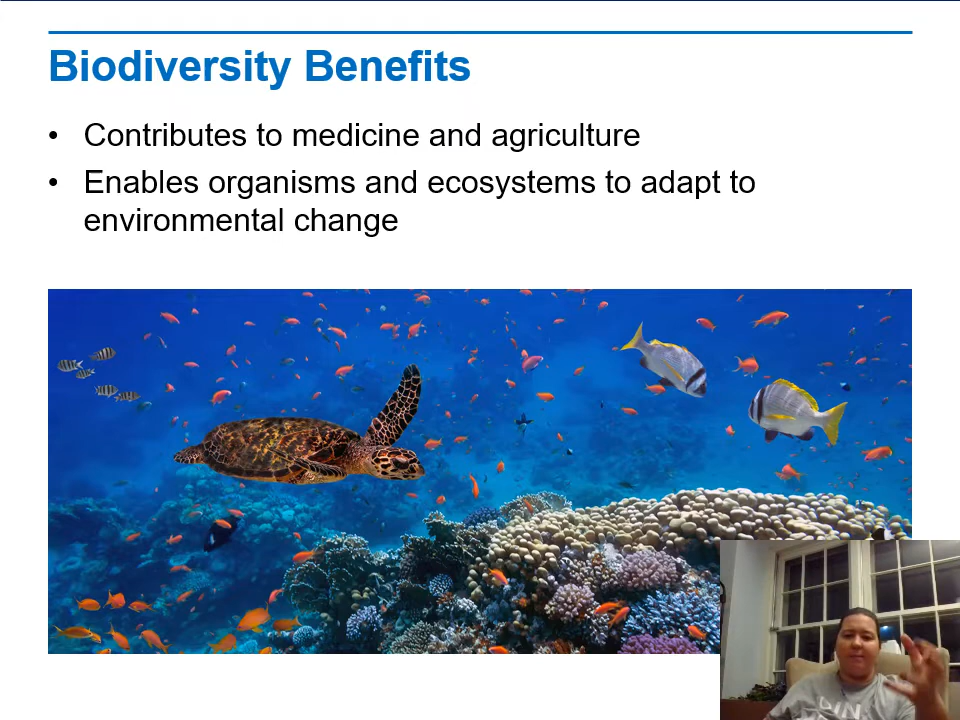 Biodiversity Benefits
• Contributes to medicine and agriculture
• Enables organisms and ecosystems to adapt to
environmental change